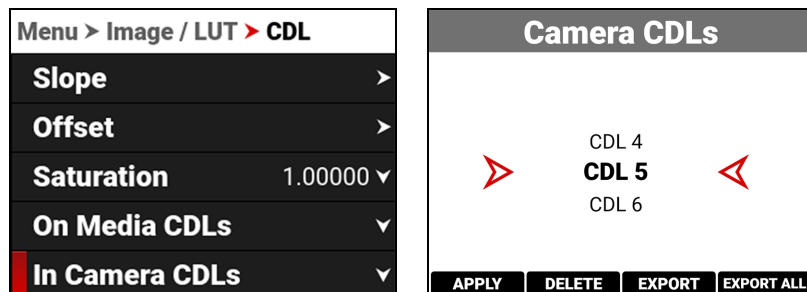 Menu > Image / LUT > CDL
Slope
Offset
Saturation 1.00000
On Media CDLs
In Camera CDLs
Camera CDLs
CDL 4
CDL 5
CDL 6
APPLY DELETE EXPORT EXPORT ALL